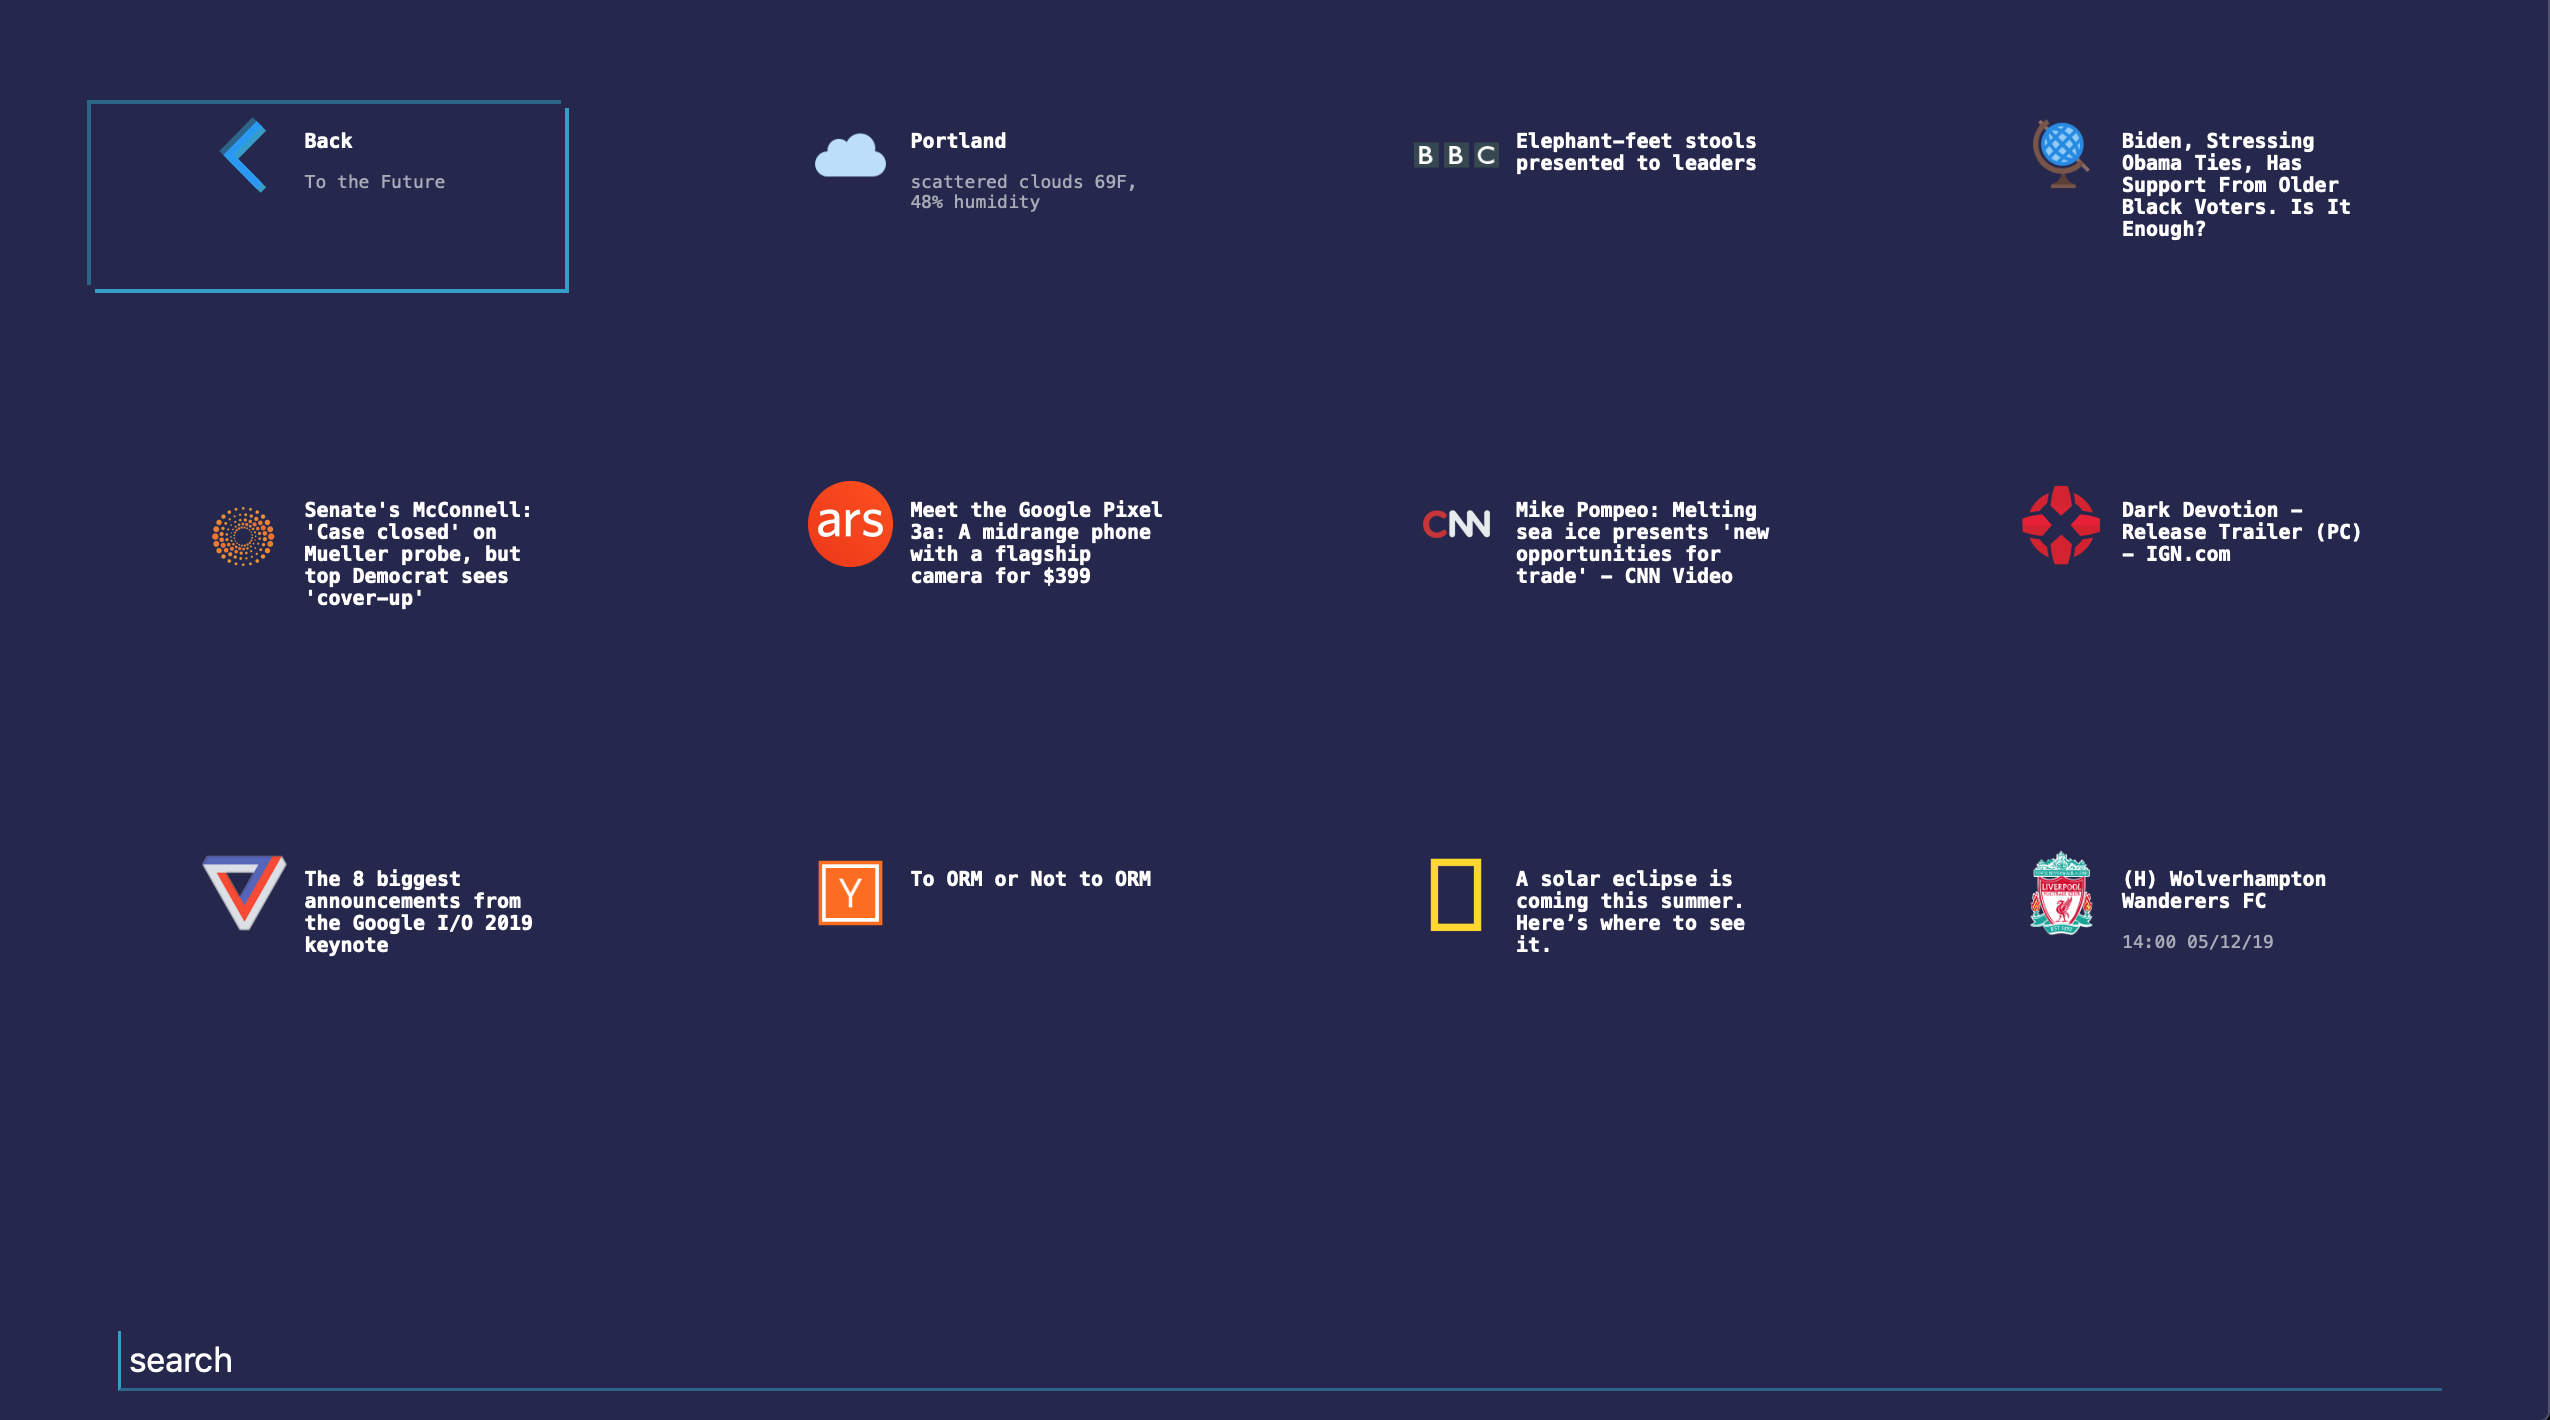 Back
To the Future
Portland
scattered clouds 69F,
48% humidity
BBC
Elephant-feet stools
presented to leaders
Biden, Stressing
Obama Ties, Has
Support From Older
Black Voters. Is It
Enough?
Senate's McConnell:
'Case closed' on
Mueller probe, but
top Democrat sees
'cover-up'
ars
Meet the Google Pixel
3a: A midrange phone
with a flagship
camera for $399
CNN
Mike Pompeo: Melting
sea ice presents 'new
opportunities for
trade' - CNN Video
Dark Devotion -
Release Trailer (PC)
- IGN.com
The 8 biggest
announcements from
the Google I/O 2019
keynote
Y
To ORM or Not to ORM
A solar eclipse is
coming this summer.
Here’s where to see
it.
LIVERPOOL
(H) Wolverhampton
Wanderers FC
14:00 05/12/19
search